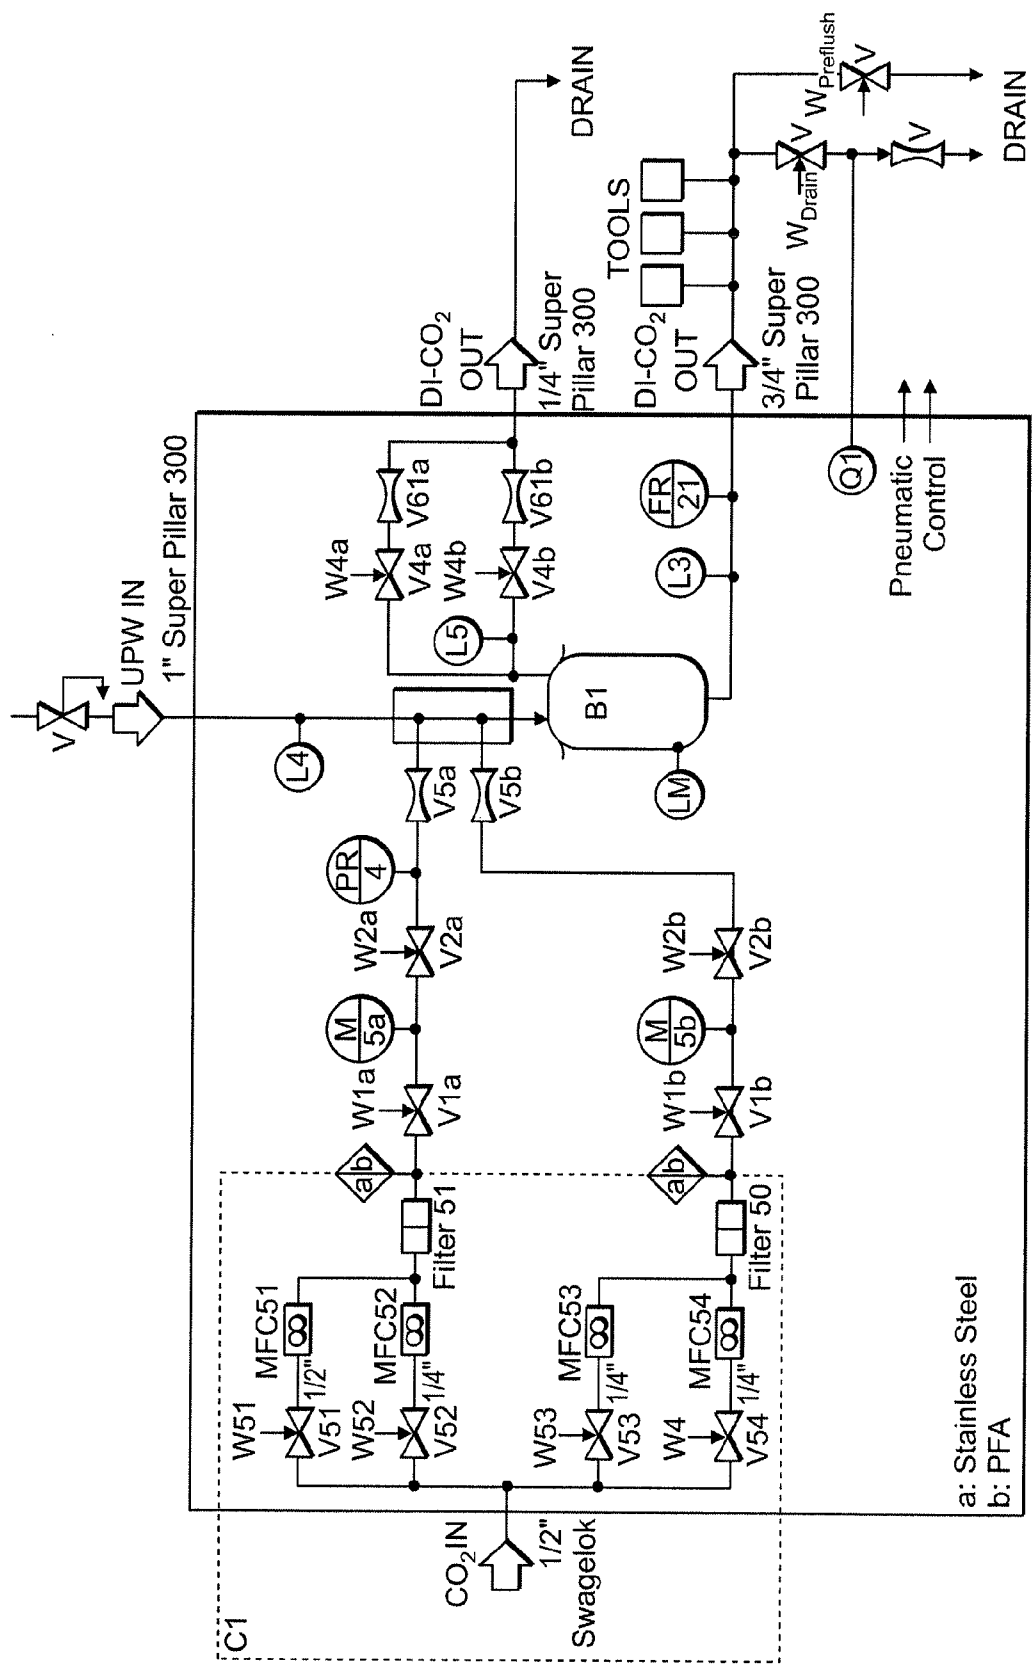 C1
CO2IN
1/2"
Swagelok
W51
V51
1/2"
MFC51
W52
V52
1/4"
MFC52
W53
V53
1/4"
MFC53
W4
V54
1/4"
MFC54
Filter 51
Filter 50
a b
a b
W1a
V1a
W1b
V1b
M
5a
M
5b
W2a
V2a
W2b
V2b
PR
4
V5a
V5b
L4
V
UPW IN
1" Super Pillar 300
LM
B1
L5
W4a
V4a
W4b
V4b
V61a
V61b
L3
FR
21
Q1
Pneumatic
Control
DI-CO2
OUT
1/4" Super
Pillar 300
DRAIN
DI-CO2
OUT
3/4" Super
Pillar 300
TOOLS
WDrain
V
V
WPreflush
V
DRAIN
a: Stainless Steel
b: PFA